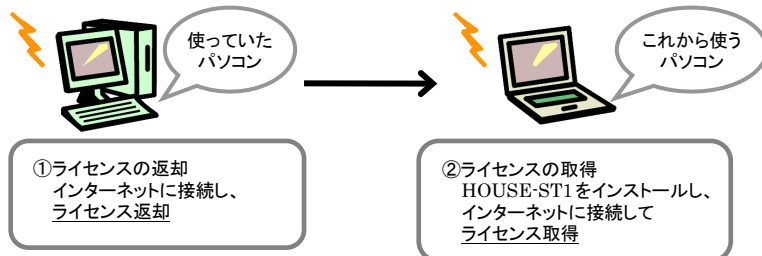 使っていた
パソコン
これから使う
パソコン
①ライセンスの返却
インターネットに接続し、
ライセンス返却
②ライセンスの取得
HOUSE-ST1をインストールし、
インターネットに接続して
ライセンス取得